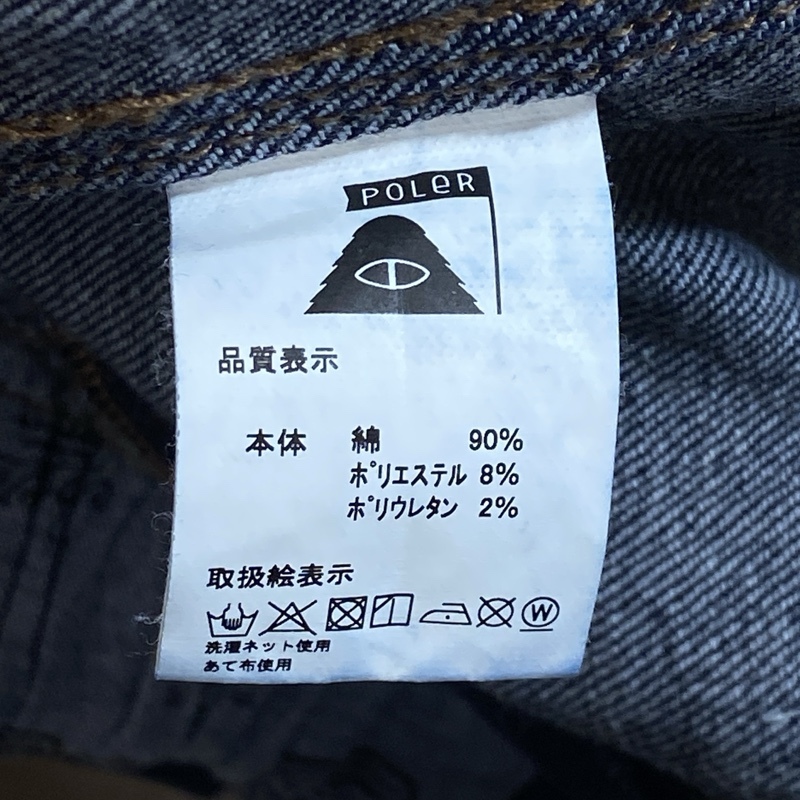 POLeR
品質表示
本体 綿 90%
ポリエステル 8%
ポリウレタン 2%
取扱絵表示
W
洗濯ネット使用
あて布使用